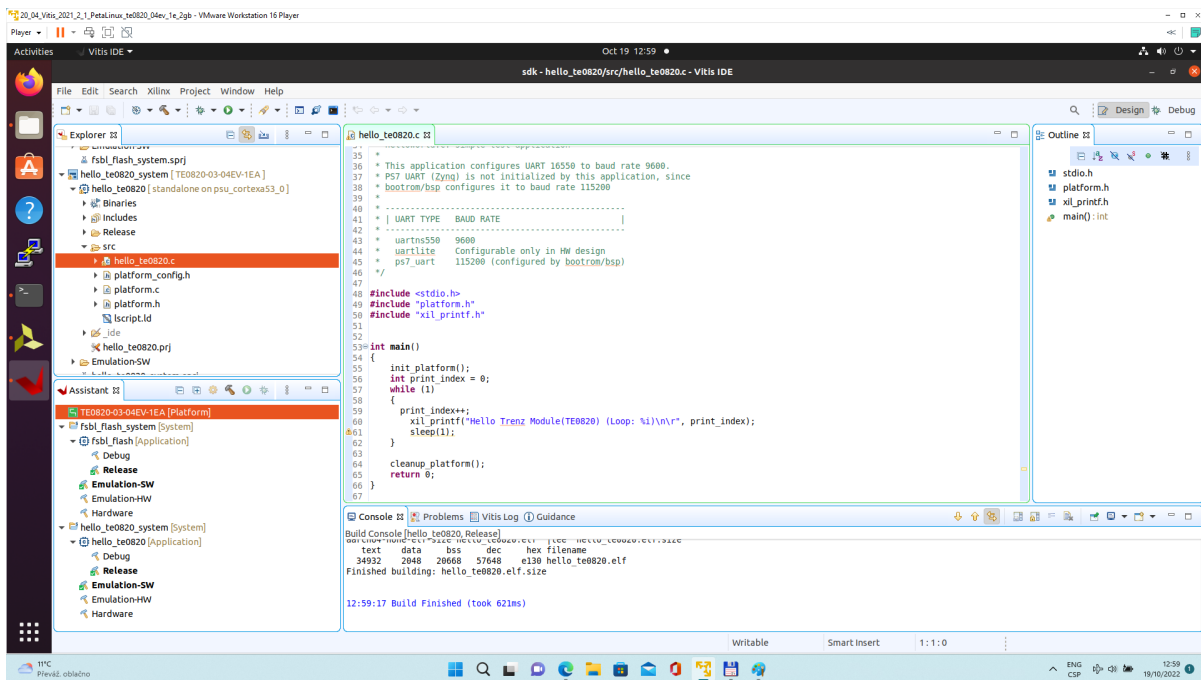 20_04_Vitis_2021_2_1_PetaLinux_te0820_04ev_1e_2gb - VMware Workstation 16 Player
Player
Activities
Vitis IDE
Oct 19 12:59
sdk - hello_te0820/src/hello_te0820.c - Vitis IDE
File Edit Search Xilinx Project Window Help
Design
Debug
Explorer
fsbl_flash_system.sprj
hello_te0820_system [ TE0820-03-04EV-1EA ]
hello_te0820 [ standalone on psu_cortexa53_0 ]
Binaries
Includes
Release
src
hello_te0820.c
platform_config.h
platform.c
platform.h
lscript.ld
_ide
hello_te0820.prj
Emulation-SW
Assistant
TE0820-03-04EV-1EA [Platform]
fsbl_flash_system [System]
fsbl_flash [Application]
Debug
Release
Emulation-SW
Emulation-HW
Hardware
hello_te0820_system [System]
hello_te0820 [Application]
Debug
Release
Emulation-SW
Emulation-HW
Hardware
hello_te0820.c
35 *
36 * This application configures UART 16550 to baud rate 9600.
37 * PS7 UART (Zynq) is not initialized by this application, since
38 * bootrom/bsp configures it to baud rate 115200
39 *
40 * ------------------------------------------------
41 * | UART TYPE   BAUD RATE                        |
42 * ------------------------------------------------
43 *   uartns550   9600
44 *   uartlite    Configurable only in HW design
45 *   ps7_uart    115200 (configured by bootrom/bsp)
46 */
47
48 #include <stdio.h>
49 #include "platform.h"
50 #include "xil_printf.h"
51
52
53 int main()
54 {
55 init_platform();
56 int print_index = 0;
57 while (1)
58 {
59 print_index++;
60 xil_printf("Hello Trenz Module(TE0820) (Loop: %i)\n\r", print_index);
61 sleep(1);
62 }
63
64 cleanup_platform();
65 return 0;
66 }
67
Outline
stdio.h
platform.h
xil_printf.h
main() : int
Console Problems Vitis Log Guidance
Build Console [hello_te0820, Release]
text data bss dec hex filename
34932 2048 20668 57648 e130 hello_te0820.elf
Finished building: hello_te0820.elf.size
12:59:17 Build Finished (took 621ms)
Writable
Smart Insert
1 : 1 : 0
11°C
Převáž. oblačno
ENG
CSP
12:59
19/10/2022
1